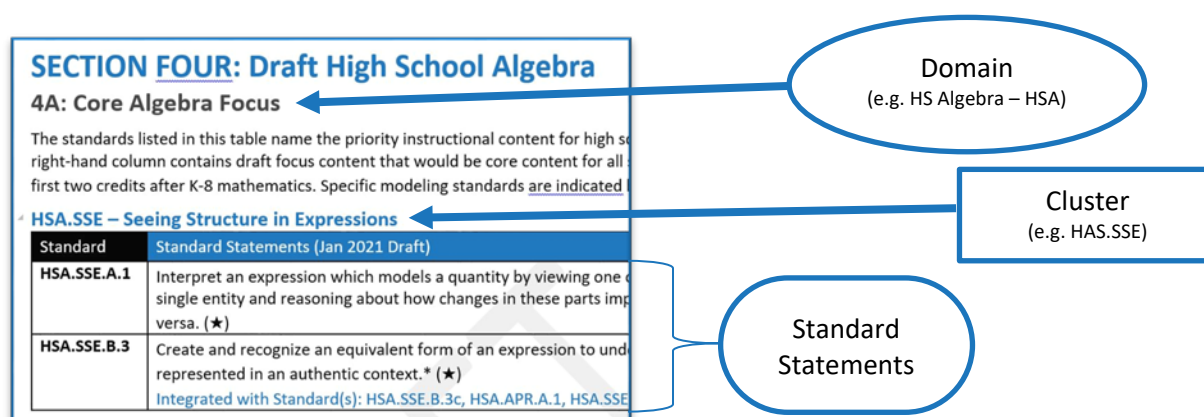 SECTION FOUR: Draft High School Algebra
4A: Core Algebra Focus
The standards listed in this table name the priority instructional content for high
right-hand column contains draft focus content that would be core content for all
first two credits after K-8 mathematics. Specific modeling standards are indicated
HSA.SSE – Seeing Structure in Expressions
Standard Standard Statements (Jan 2021 Draft)
HSA.SSE.A.1 Interpret an expression which models a quantity by viewing one
single entity and reasoning about how changes in these parts
versa. (★)
HSA.SSE.B.3 Create and recognize an equivalent form of an expression to
represented in an authentic context.* (★)
Integrated with Standard(s): HSA.SSE.B.3c, HSA.APR.A.1, HSA.SSE
Domain
(e.g. HS Algebra – HSA)
Cluster
(e.g. HAS.SSE)
Standard
Statements